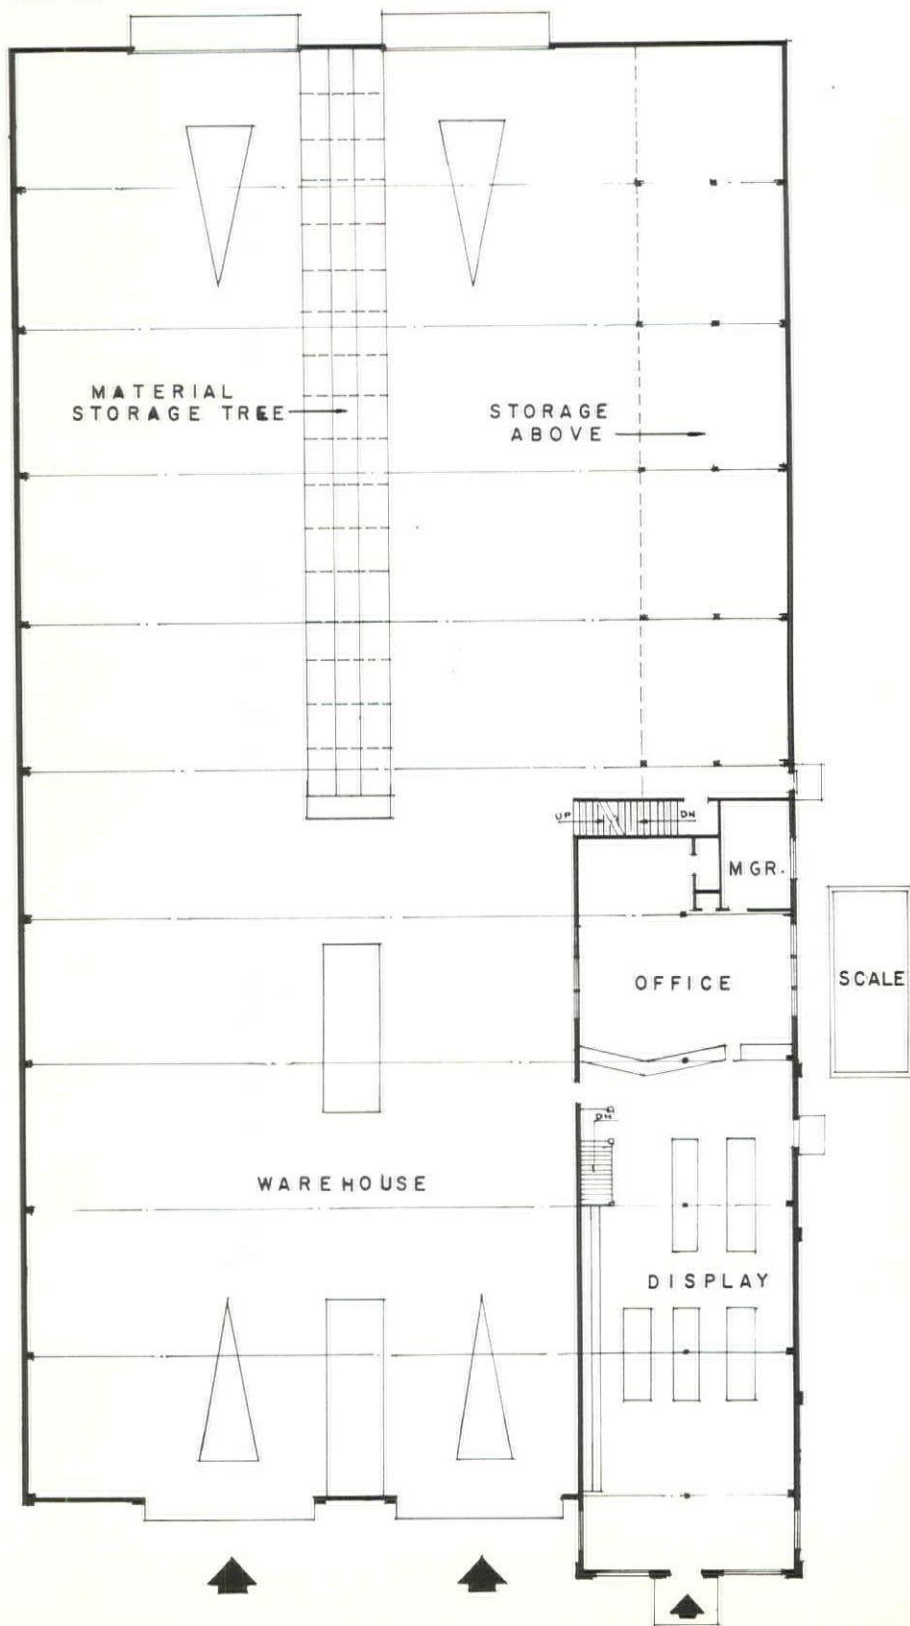 MATERIAL
STORAGE TREE
STORAGE
ABOVE
UP
DN
MGR.
OFFICE
SCALE
DN
WAREHOUSE
DISPLAY